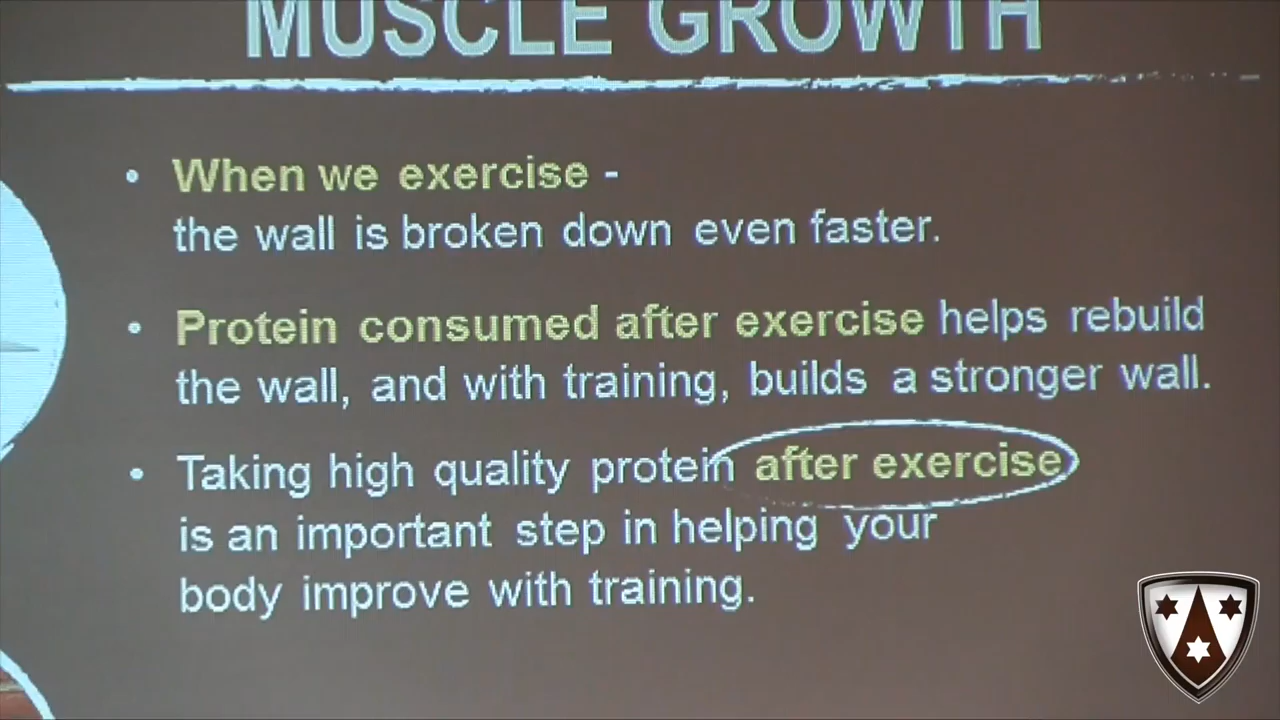 MUSCLE GROWTH
• When we exercise -
the wall is broken down even faster.
• Protein consumed after exercise helps rebuild
the wall, and with training, builds a stronger wall.
• Taking high quality protein after exercise
is an important step in helping your
body improve with training.